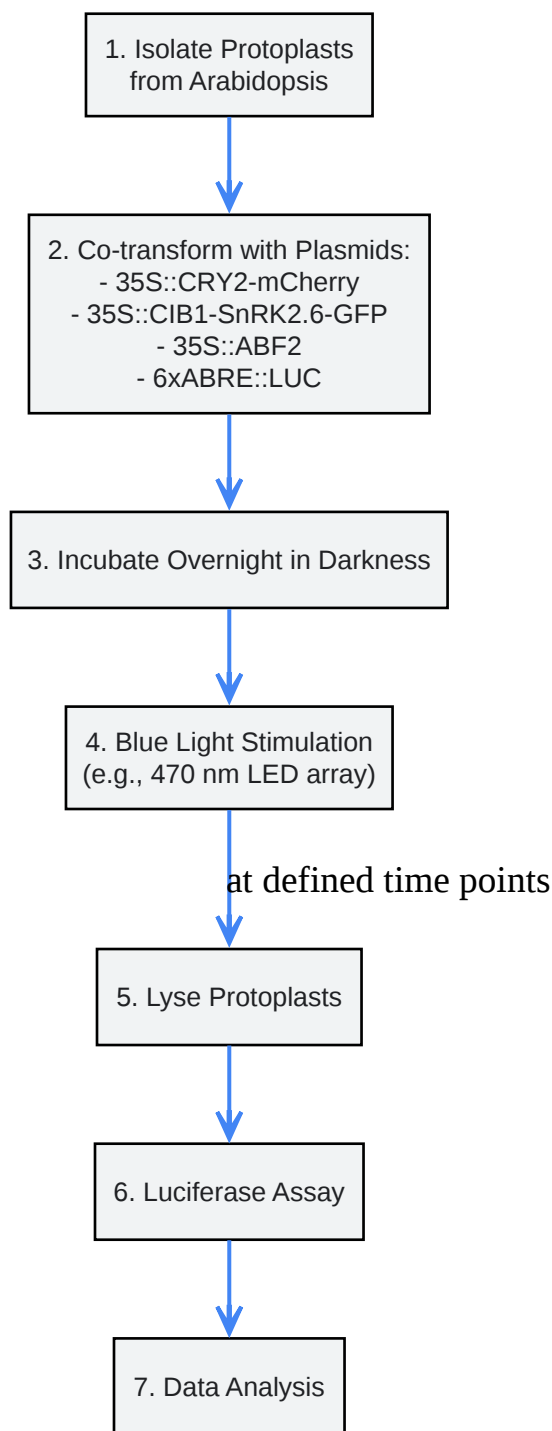 1. Isolate Protoplasts
from Arabidopsis
2. Co-transform with Plasmids:
- 35S::CRY2-mCherry
- 35S::CIB1-SnRK2.6-GFP
- 35S::ABF2
- 6xABRE::LUC
3. Incubate Overnight in Darkness
4. Blue Light Stimulation
(e.g., 470 nm LED array)
at defined time points
5. Lyse Protoplasts
6. Luciferase Assay
7. Data Analysis